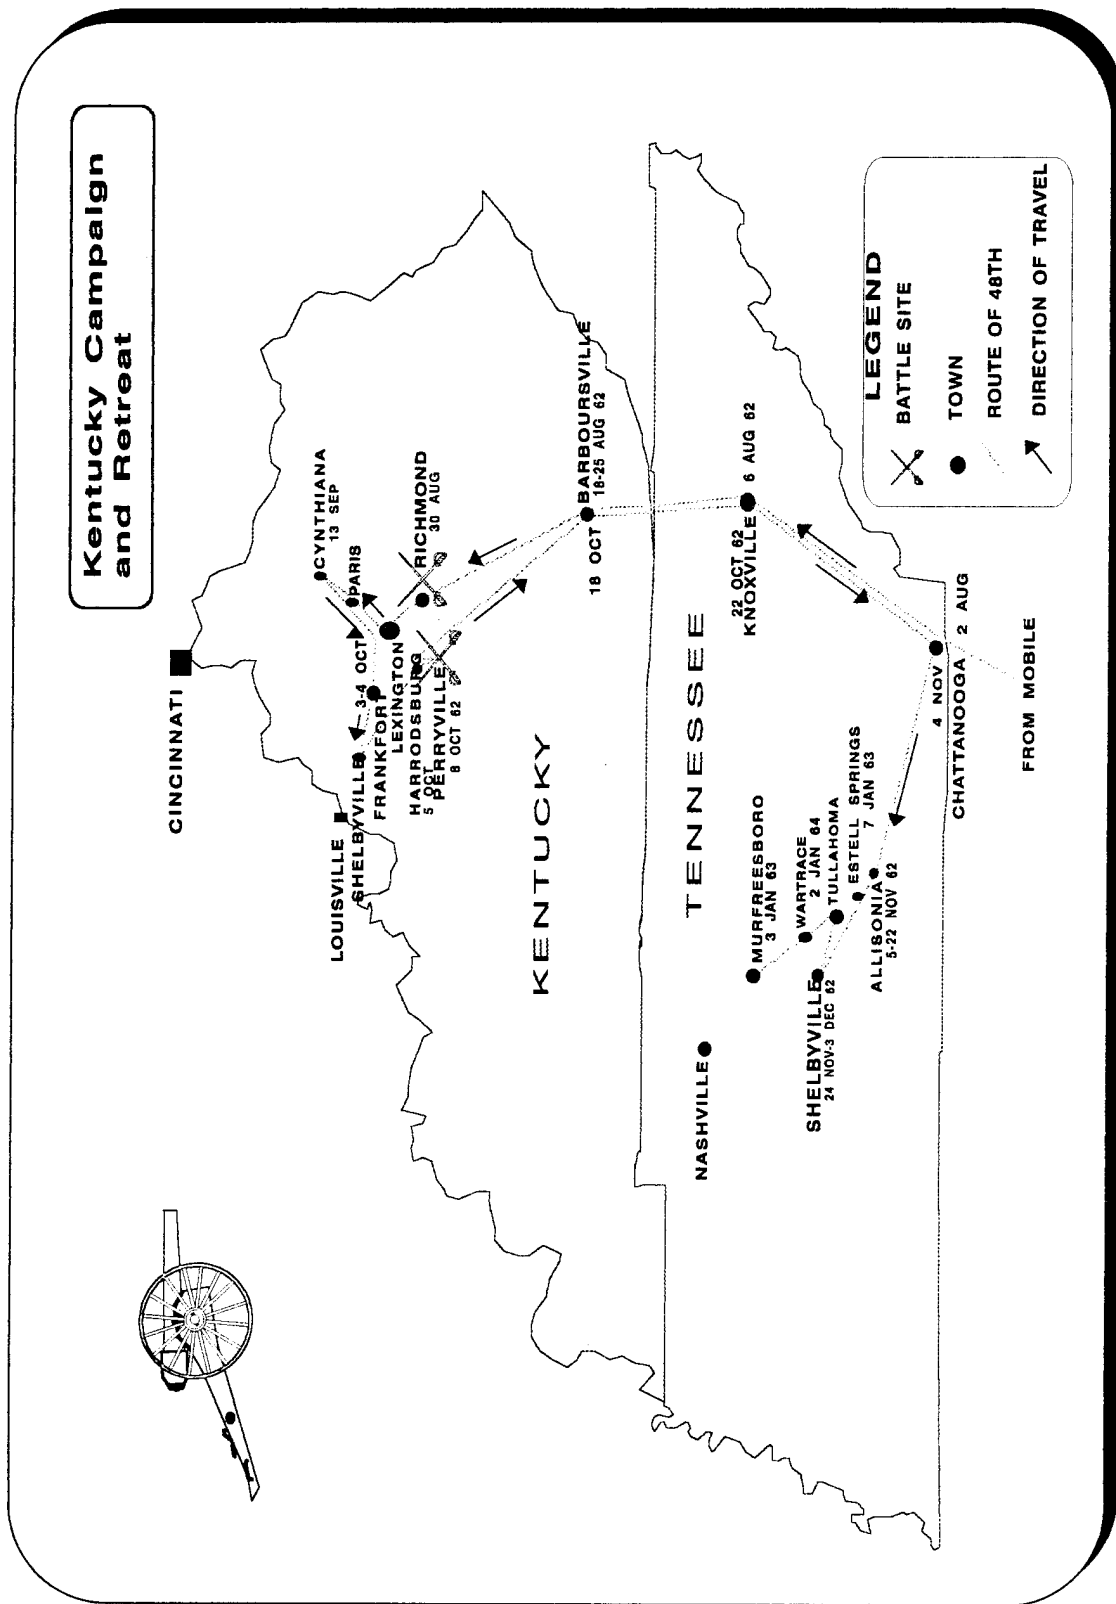 Kentucky Campaign
and Retreat
CINCINNATI
LOUISVILLE
CYNTHIANA
13 SEP
PARIS
3-4 OCT
SHELBYVILLE
FRANKFORT
LEXINGTON
RICHMOND
30 AUG
HARRODSBURG
5 OCT
PERRYVILLE
8 OCT 62
BARBOURSVILLE
18-25 AUG 62
18 OCT
KENTUCKY
TENNESSEE
6 AUG 62
22 OCT 62
KNOXVILLE
NASHVILLE
MURFREESBORO
3 JAN 63
WARTRACE
2 JAN 64
TULLAHOMA
ESTELL SPRINGS
7 JAN 63
SHELBYVILLE
24 NOV-3 DEC 62
ALLISONIA
5-22 NOV 62
4 NOV
CHATTANOOGA 2 AUG
FROM MOBILE
LEGEND
BATTLE SITE
TOWN
ROUTE OF 48TH
DIRECTION OF TRAVEL